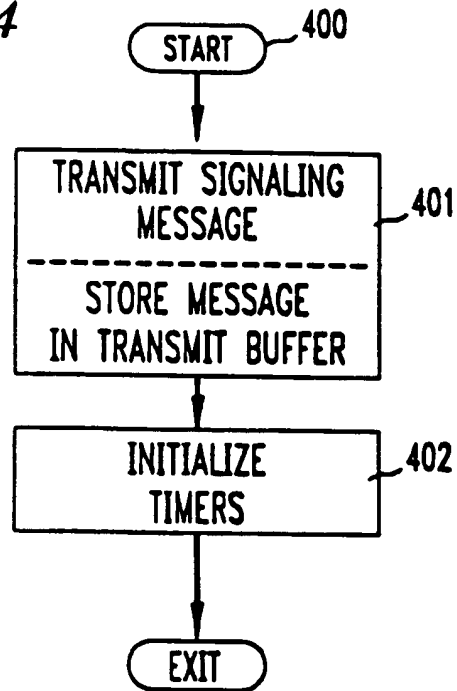 4
START
400
TRANSMIT SIGNALING
MESSAGE
401
STORE MESSAGE
IN TRANSMIT BUFFER
INITIALIZE
TIMERS
402
EXIT